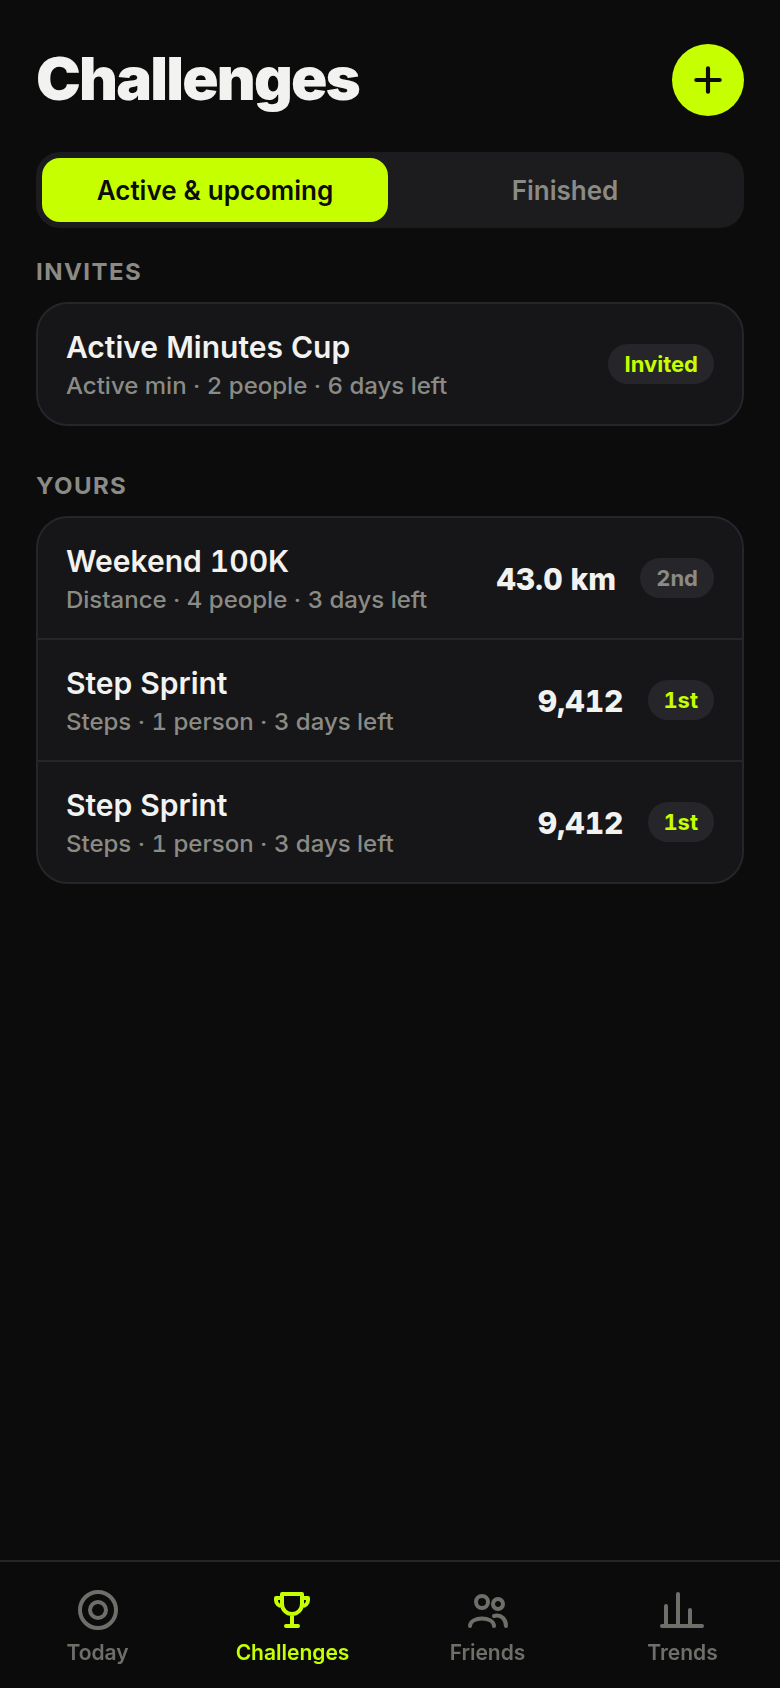 Challenges
Active & upcoming
Finished
INVITES
Active Minutes Cup
Active min · 2 people · 6 days left
Invited
YOURS
Weekend 100K
Distance · 4 people · 3 days left
43.0 km
2nd
Step Sprint
Steps · 1 person · 3 days left
9,412
1st
Step Sprint
Steps · 1 person · 3 days left
9,412
1st
Today
Challenges
Friends
Trends